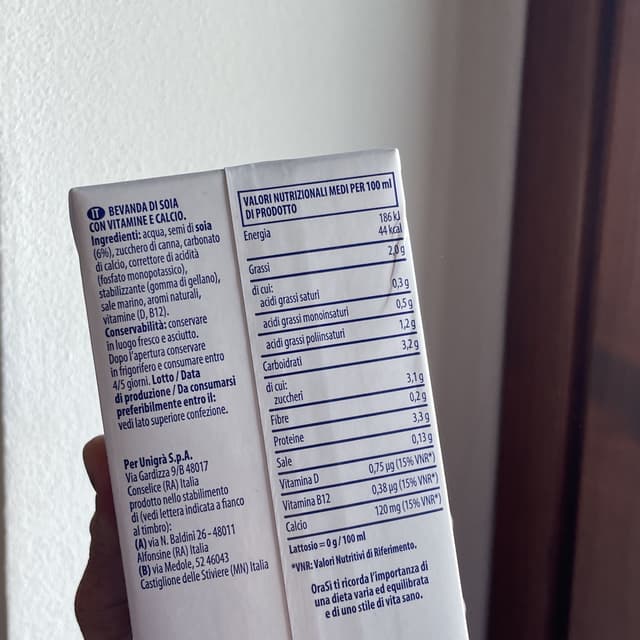 IT BEVANDA DI SOIA
CON VITAMINE E CALCIO.
Ingredienti: acqua, semi di soia
(6%), zucchero di canna, carbonato
di calcio, correttore di acidità
(fosfato monopotassico),
stabilizzante (gomma di gellano),
sale marino, aromi naturali,
vitamine (D, B12).
Conservabilità: conservare
in luogo fresco e asciutto.
Dopo l'apertura conservare
in frigorifero e consumare entro
4/5 giorni. Lotto / Data
di produzione / Da consumarsi
preferibilmente entro il:
vedi lato superiore confezione.
Per Unigrà S.p.A.
Via Gardizza 9/B 48017
Conselice (RA) Italia
prodotto nello stabilimento
di (vedi lettera indicata a fianco
al timbro):
(A) via N. Baldini 26 - 48011
Alfonsine (RA) Italia
(B) via Medole, 52 46043
Castiglione delle Stiviere (MN) Italia
VALORI NUTRIZIONALI MEDI PER 100 ml
DI PRODOTTO
Energia 186 kJ
44 kcal
Grassi 2,0 g
di cui:
acidi grassi saturi 0,3 g
acidi grassi monoinsaturi 0,5 g
acidi grassi poliinsaturi 1,2 g
Carboidrati 3,2 g
di cui:
zuccheri 3,1 g
Fibre 0,2 g
Proteine 3,3 g
Sale 0,13 g
Vitamina D 0,75 µg (15% VNR*)
Vitamina B12 0,38 µg (15% VNR*)
Calcio 120 mg (15% VNR*)
Lattosio = 0 g / 100 ml
*VNR: Valori Nutritivi di Riferimento.
OraSì ti ricorda l'importanza di
una dieta varia ed equilibrata
e di uno stile di vita sano.